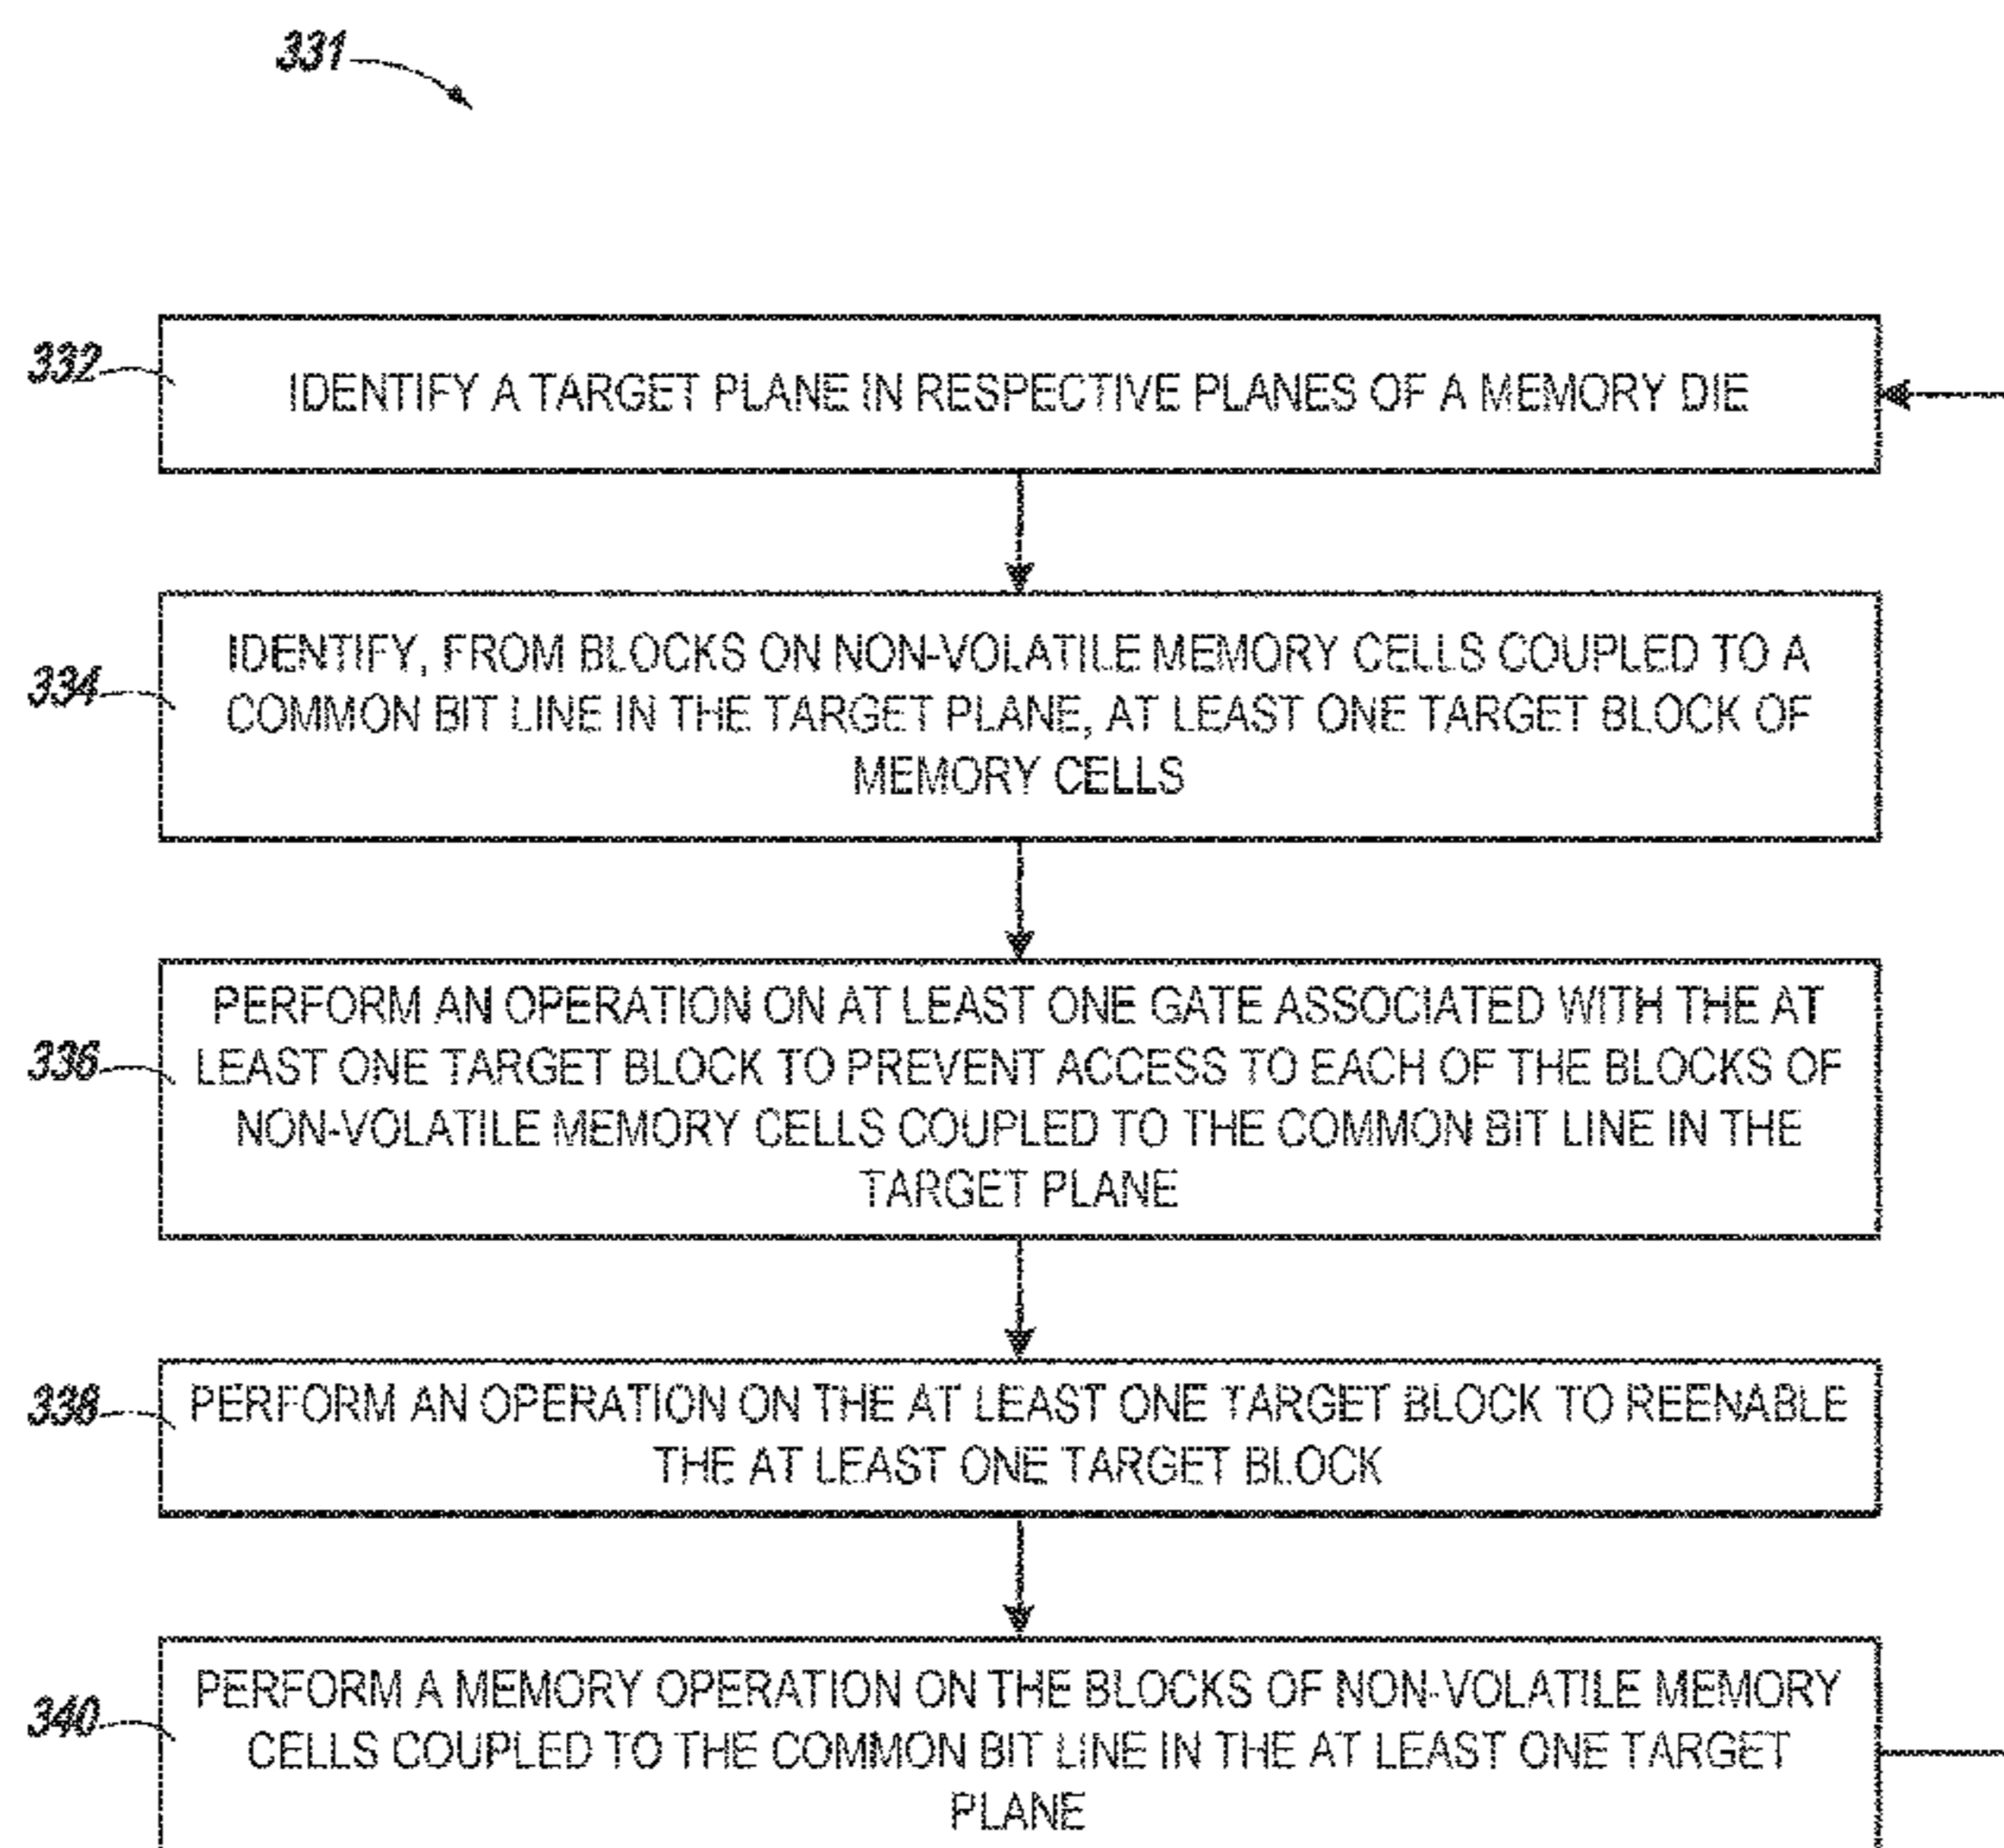 331
332
IDENTIFY A TARGET PLANE IN RESPECTIVE PLANES OF A MEMORY DIE
334
IDENTIFY, FROM BLOCKS ON NON-VOLATILE MEMORY CELLS COUPLED TO A
COMMON BIT LINE IN THE TARGET PLANE, AT LEAST ONE TARGET BLOCK OF
MEMORY CELLS
336
PERFORM AN OPERATION ON AT LEAST ONE GATE ASSOCIATED WITH THE AT
LEAST ONE TARGET BLOCK TO PREVENT ACCESS TO EACH OF THE BLOCKS OF
NON-VOLATILE MEMORY CELLS COUPLED TO THE COMMON BIT LINE IN THE
TARGET PLANE
338
PERFORM AN OPERATION ON THE AT LEAST ONE TARGET BLOCK TO REENABLE
THE AT LEAST ONE TARGET BLOCK
340
PERFORM A MEMORY OPERATION ON THE BLOCKS OF NON-VOLATILE MEMORY
CELLS COUPLED TO THE COMMON BIT LINE IN THE AT LEAST ONE TARGET
PLANE